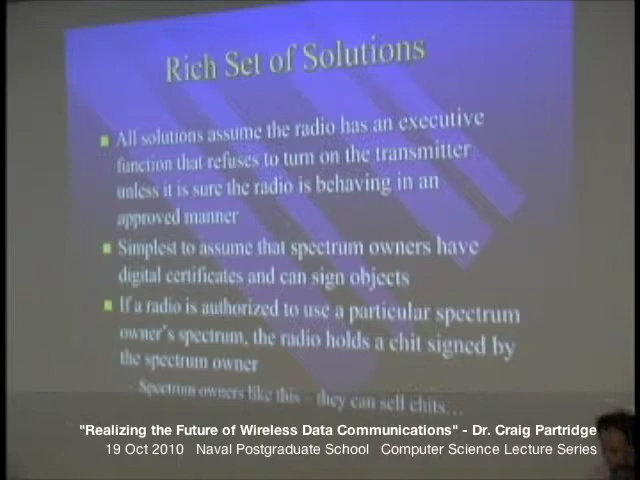 Rich Set of Solutions
All solutions assume the radio has an executive
function that refuses to turn on the transmitter
unless it is sure the radio is behaving in an
approved manner
Simplest to assume that spectrum owners have
digital certificates and can sign objects
If a radio is authorized to use a particular spectrum
owner's spectrum, the radio holds a chit signed by
the spectrum owner
- Spectrum owners like this – they can sell chits…
"Realizing the Future of Wireless Data Communications" - Dr. Craig Partridge
19 Oct 2010 Naval Postgraduate School Computer Science Lecture Series